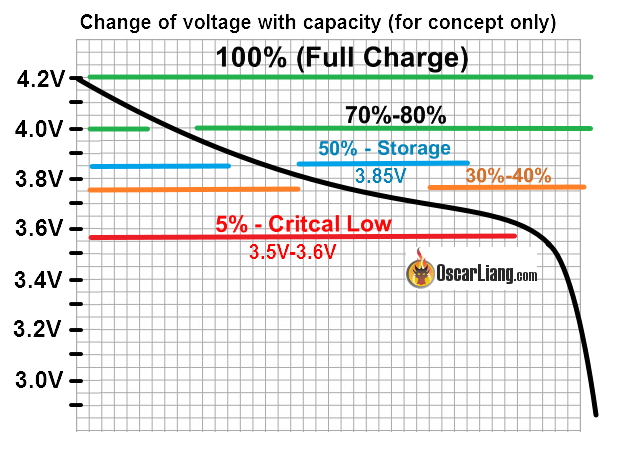 Change of voltage with capacity (for concept only)
100% (Full Charge)
4.2V
70%-80%
4.0V
50% - Storage
3.85V
30%-40%
3.8V
5% - Critcal Low
3.6V
3.5V-3.6V
OscarLiang.com
3.4V
3.2V
3.0V